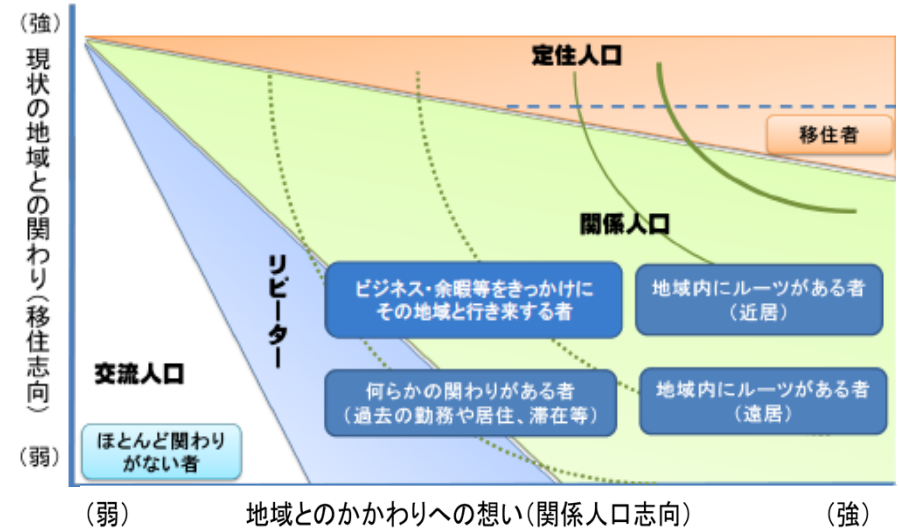 （強）
現状の地域との関わり（移住志向）
（弱）
定住人口
移住者
関係人口
リピーター
ビジネス・余暇等をきっかけに
その地域と行き来する者
地域内にルーツがある者
（近居）
何らかの関わりがある者
（過去の勤務や居住、滞在等）
地域内にルーツがある者
（遠居）
交流人口
ほとんど関わり
がない者
（弱）
地域とのかかわりへの想い（関係人口志向）
（強）